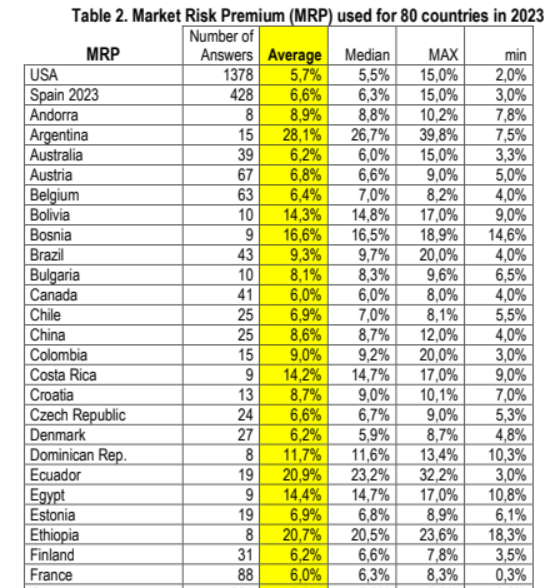 Table 2. Market Risk Premium (MRP) used for 80 countries in 2023
MRP Number of Answers Average Median MAX min
USA 1378 5,7% 5,5% 15,0% 2,0%
Spain 2023 428 6,6% 6,3% 15,0% 3,0%
Andorra 8 8,9% 8,8% 10,2% 7,8%
Argentina 15 28,1% 26,7% 39,8% 7,5%
Australia 39 6,2% 6,0% 15,0% 3,3%
Austria 67 6,8% 6,6% 9,0% 5,0%
Belgium 63 6,4% 7,0% 8,2% 4,0%
Bolivia 10 14,3% 14,8% 17,0% 9,0%
Bosnia 9 16,6% 16,5% 18,9% 14,6%
Brazil 43 9,3% 9,7% 20,0% 4,0%
Bulgaria 10 8,1% 8,3% 9,6% 6,5%
Canada 41 6,0% 6,0% 8,0% 4,0%
Chile 25 6,9% 7,0% 8,1% 5,5%
China 25 8,6% 8,7% 12,0% 4,0%
Colombia 15 9,0% 9,2% 20,0% 3,0%
Costa Rica 9 14,2% 14,7% 17,0% 9,0%
Croatia 13 8,7% 9,0% 10,1% 7,0%
Czech Republic 24 6,6% 6,7% 9,0% 5,3%
Denmark 27 6,2% 5,9% 8,7% 4,8%
Dominican Rep. 8 11,7% 11,6% 13,4% 10,3%
Ecuador 19 20,9% 23,2% 32,2% 3,0%
Egypt 9 14,4% 14,7% 17,0% 10,8%
Estonia 19 6,9% 6,8% 8,9% 6,1%
Ethiopia 8 20,7% 20,5% 23,6% 18,3%
Finland 31 6,2% 6,6% 7,8% 3,5%
France 88 6,0% 6,3% 8,3% 0,3%